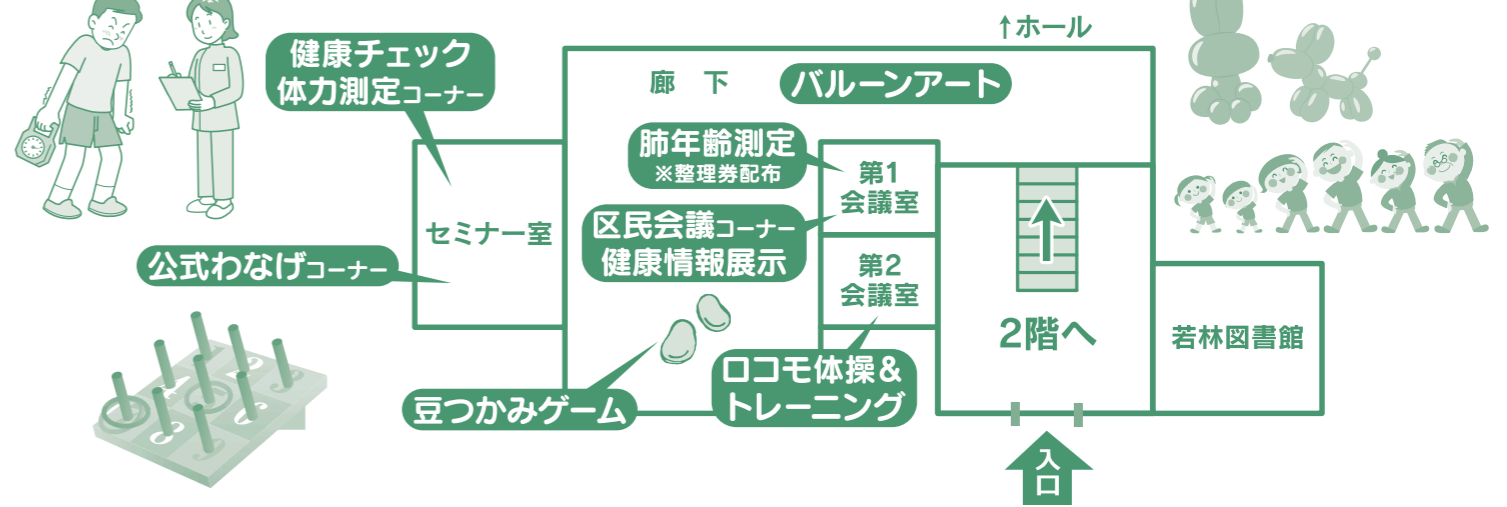 ↑ホール
健康チェック
体力測定コーナー
廊 下
バルーンアート
肺年齢測定
※整理券配布
第1
会議室
セミナー室
区民会議コーナー
健康情報展示
公式わなげコーナー
第2
会議室
2階へ
若林図書館
ロコモ体操&
トレーニング
豆つかみゲーム
入
口